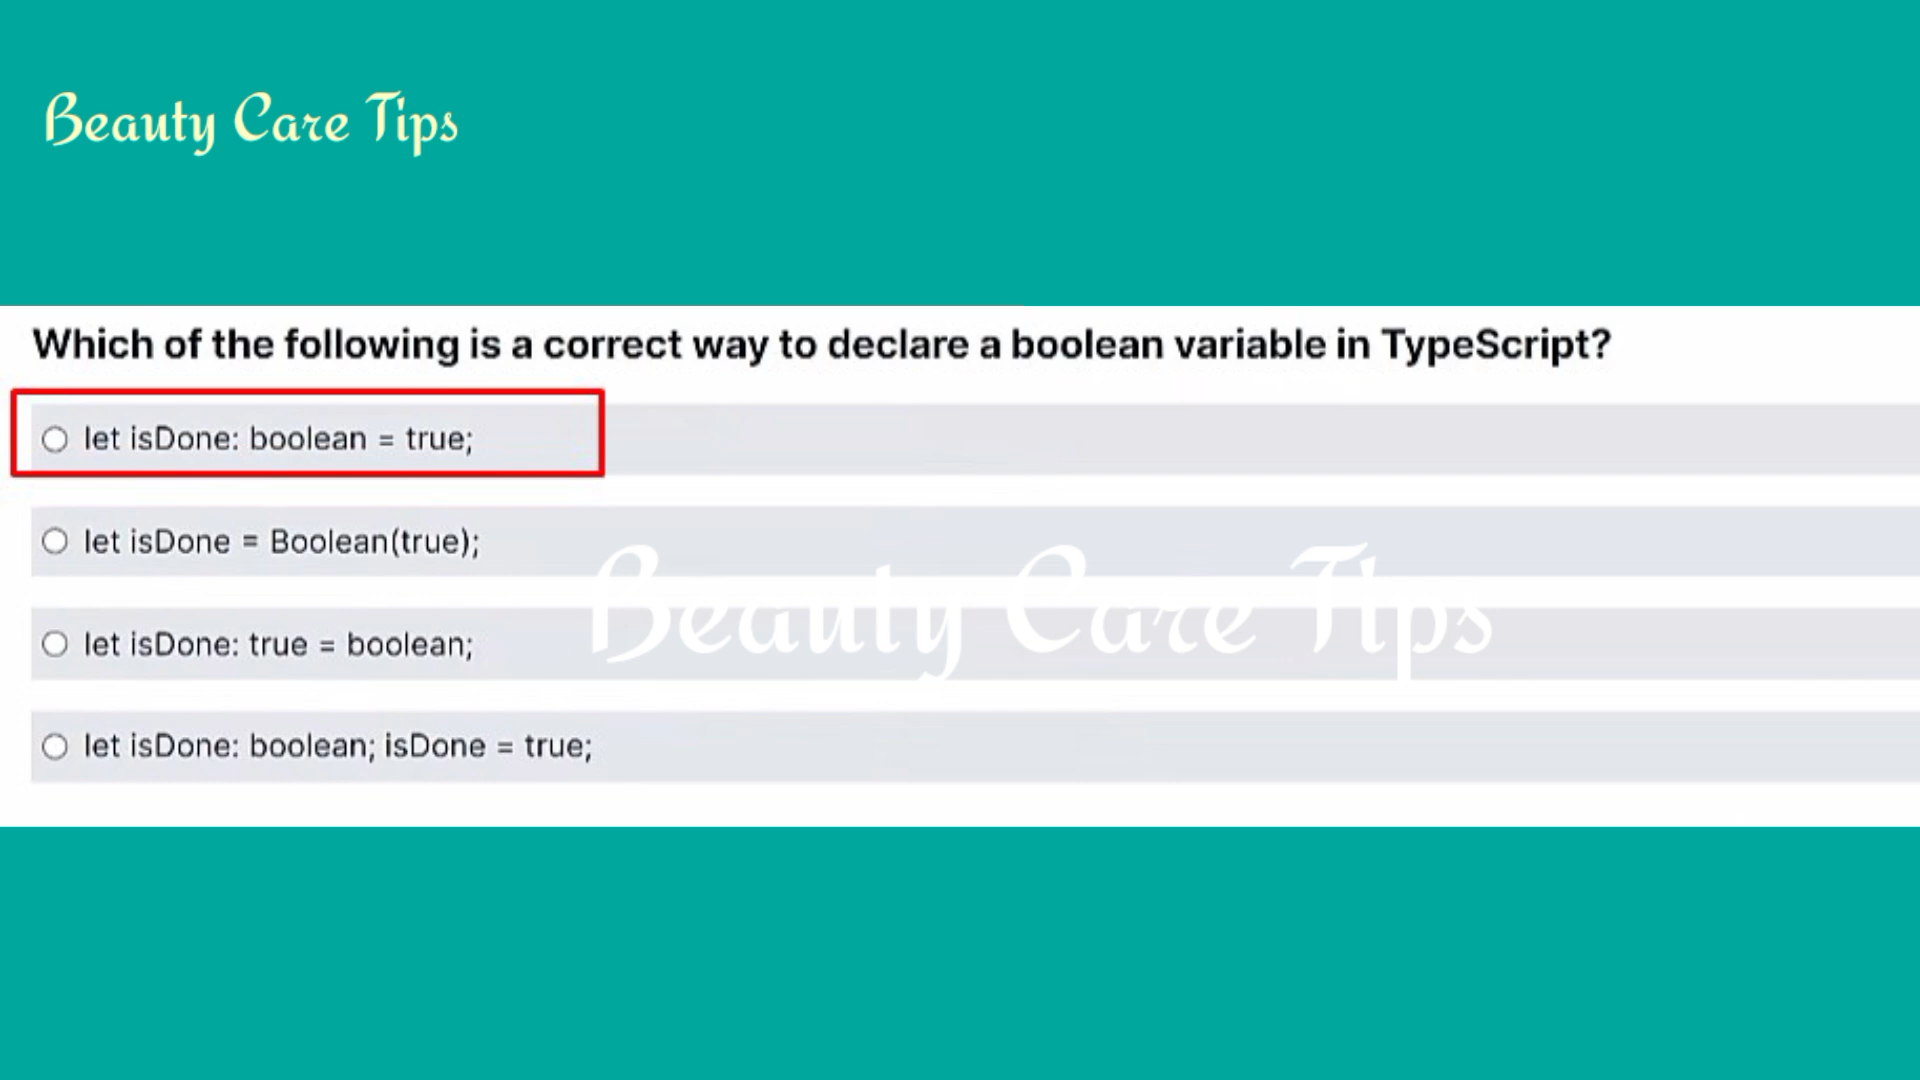 Beauty Care Tips
Which of the following is a correct way to declare a boolean variable in TypeScript?
let isDone: boolean = true;
let isDone = Boolean(true);
Beauty Care Tips
let isDone: true = boolean;
let isDone: boolean; isDone = true;